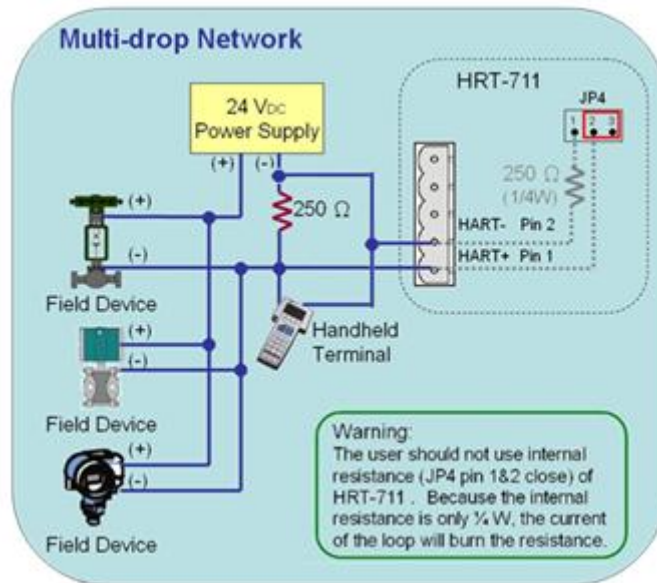 Multi-drop Network
24 VDC
Power Supply
(+) (-)
HRT-711
JP4
1 2 3
250 Ω
(1/4W)
250 Ω
HART- Pin 2
HART+ Pin 1
(+)
(-)
Field Device
Handheld
Terminal
(+)
(-)
Field Device
(+)
(-)
Field Device
Warning:
The user should not use internal
resistance (JP4 pin 1&2 close) of
HRT-711 . Because the internal
resistance is only ¼ W, the current
of the loop will burn the resistance.